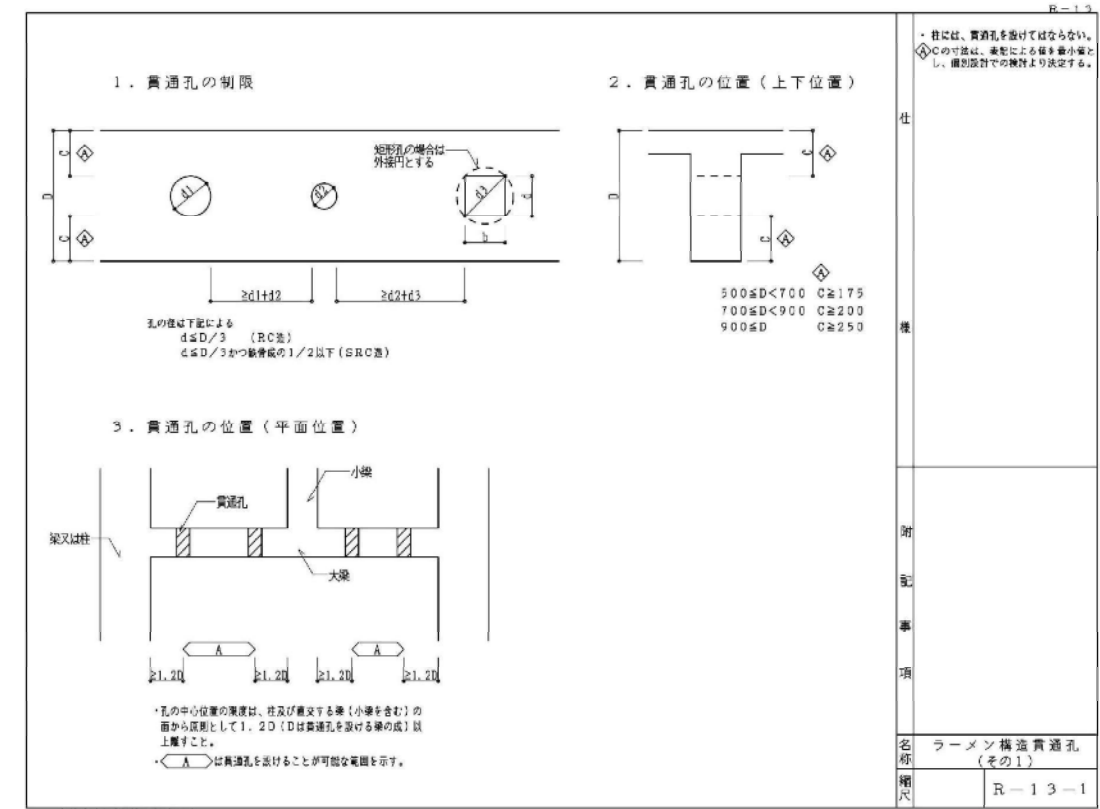 R-13
1. 貫通孔の制限
2. 貫通孔の位置(上下位置)
・柱には、貫通孔を設けてはならない。
ACの寸法は、表記による値を最小値と
し、個別設計での検討より決定する。
仕
様
D
C A
C A
d1
d2
矩形孔の場合は
外接円とする
d3
d
b
≧d1+d2
≧d2+d3
孔の径は下記による
d≦D/3 (RC造)
d≦D/3かつ鉄骨成の1/2以下(SRC造)
D
C A
C A
A
500≦D<700 C≧175
700≦D<900 C≧200
900≦D C≧250
3. 貫通孔の位置(平面位置)
小梁
貫通孔
梁又は柱
大梁
A
A
≧1.2D
≧1.2D
≧1.2D
≧1.2D
・孔の中心位置の限度は、柱及び直交する梁(小梁を含む)の
面から原則として1.2D(Dは貫通孔を設ける梁の成)以
上離すこと。
・Aは貫通孔を設けることが可能な範囲を示す。
附
記
事
項
名称
ラーメン構造貫通孔
(その1)
縮尺
R-13-1